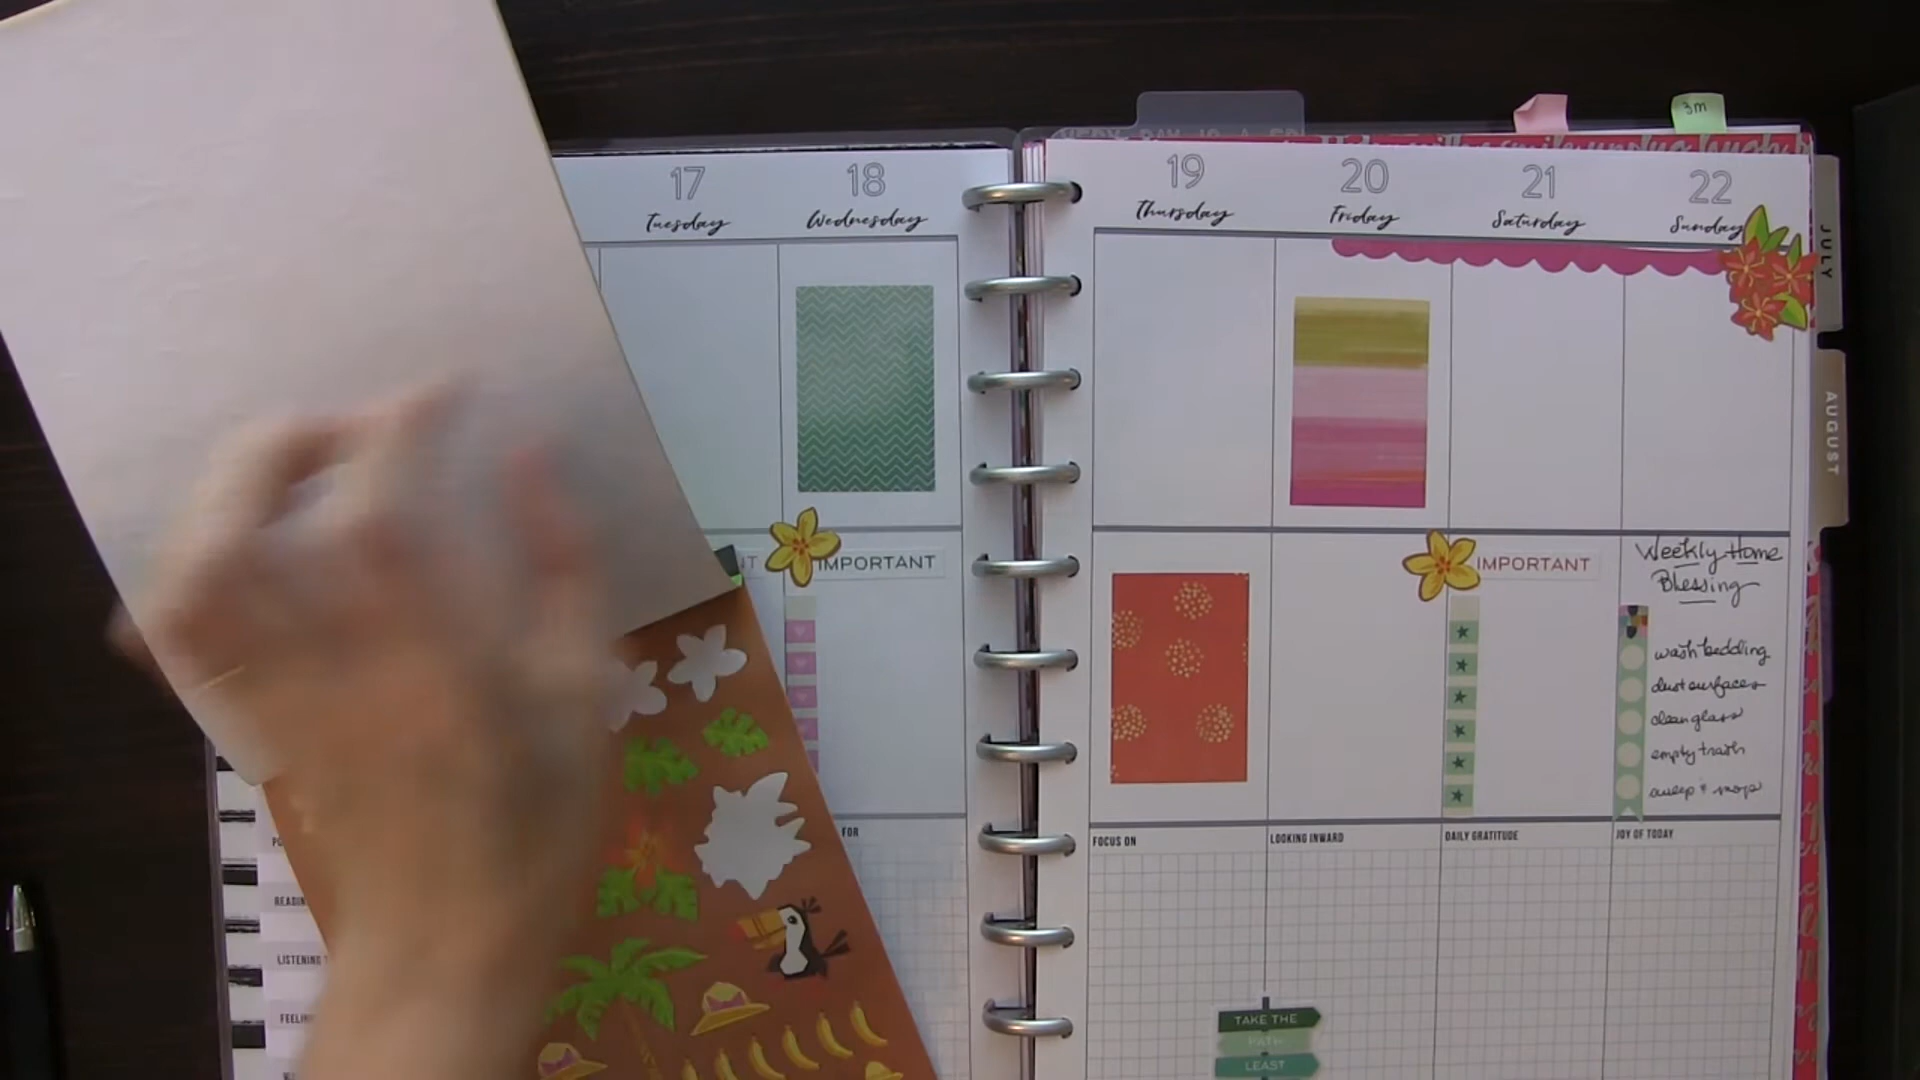 3m
17
18
19
20
21
22
Tuesday
Wednesday
Thursday
Friday
Saturday
Sunday
JULY
AUGUST
IMPORTANT
IMPORTANT
Weekly Home
Blessing
wash bedding
dust surfaces
clean glass
empty trash
sweep & mop
FOR
FOCUS ON
LOOKING INWARD
DAILY GRATITUDE
JOY OF TODAY
LISTENING
TAKE THE
PATH
LEAST